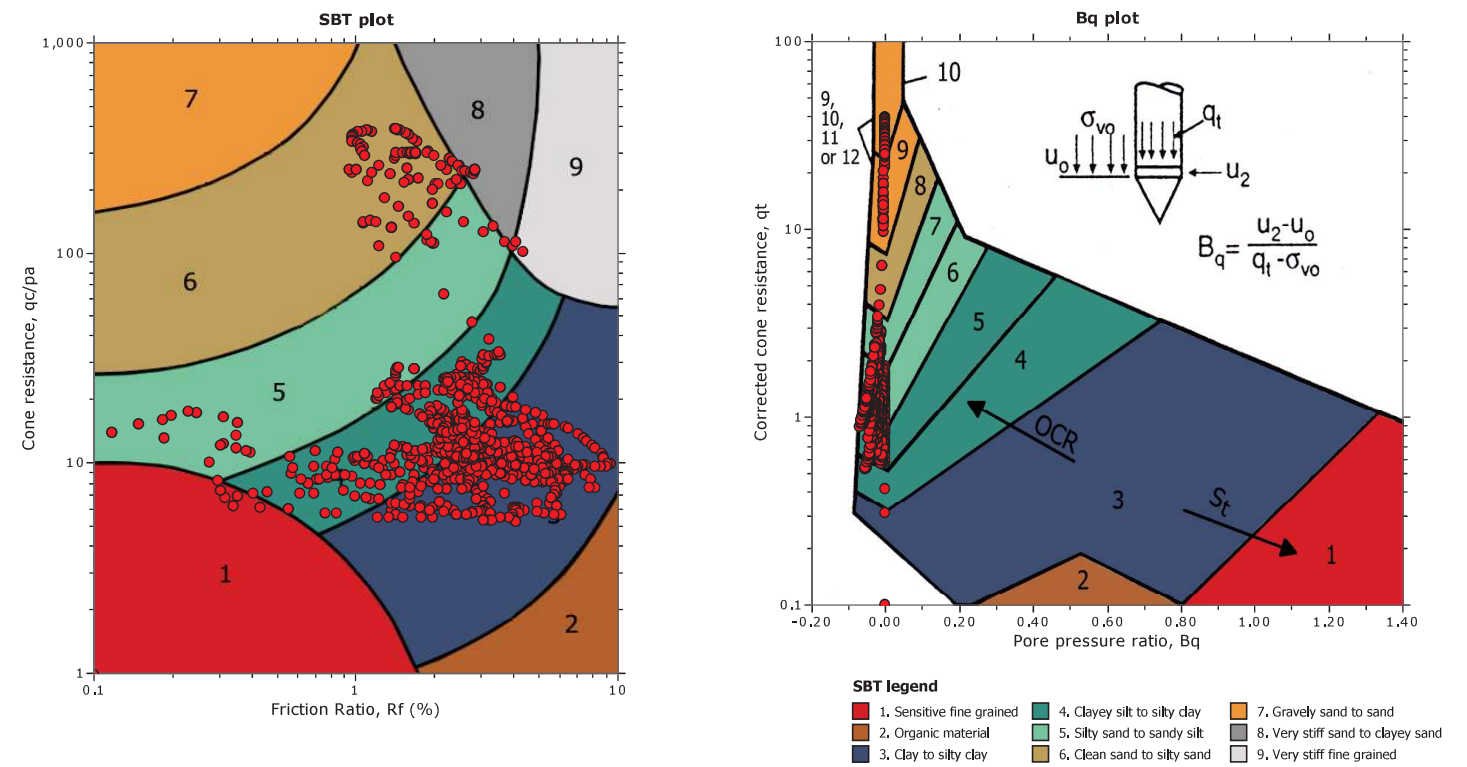 SBT plot
1,000
100
10
1
Cone resistance, qc/pa
7
8
9
6
5
4
3
1
2
0.1
1
10
Friction Ratio, Rf (%)
Bq plot
100
10
1
0.1
Corrected cone resistance, qt
10
9,
10,
11
or 12
9
8
7
6
5
4
3
2
1
OCR
St
σvo
qt
uo
u2
Bq = u2-uo
qt-σvo
-0.20
0.00
0.20
0.40
0.60
0.80
1.00
1.20
1.40
Pore pressure ratio, Bq
SBT legend
1. Sensitive fine grained
2. Organic material
3. Clay to silty clay
4. Clayey silt to silty clay
5. Silty sand to sandy silt
6. Clean sand to silty sand
7. Gravely sand to sand
8. Very stiff sand to clayey sand
9. Very stiff fine grained